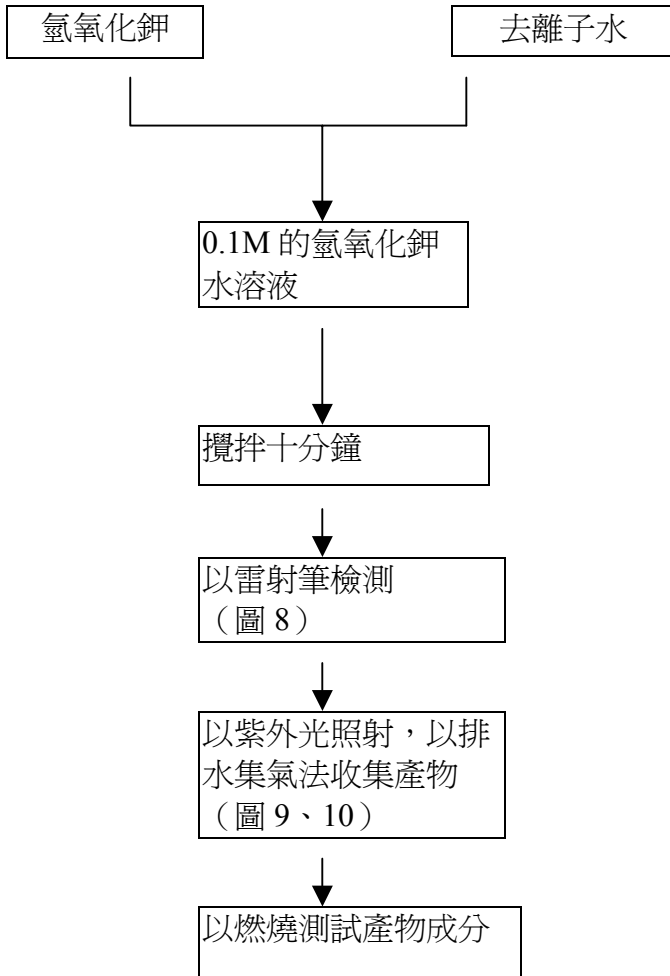 氫氧化鉀
去離子水
0.1M 的氫氧化鉀
水溶液
攪拌十分鐘
以雷射筆檢測
（圖 8）
以紫外光照射，以排
水集氣法收集產物
（圖 9、10）
以燃燒測試產物成分